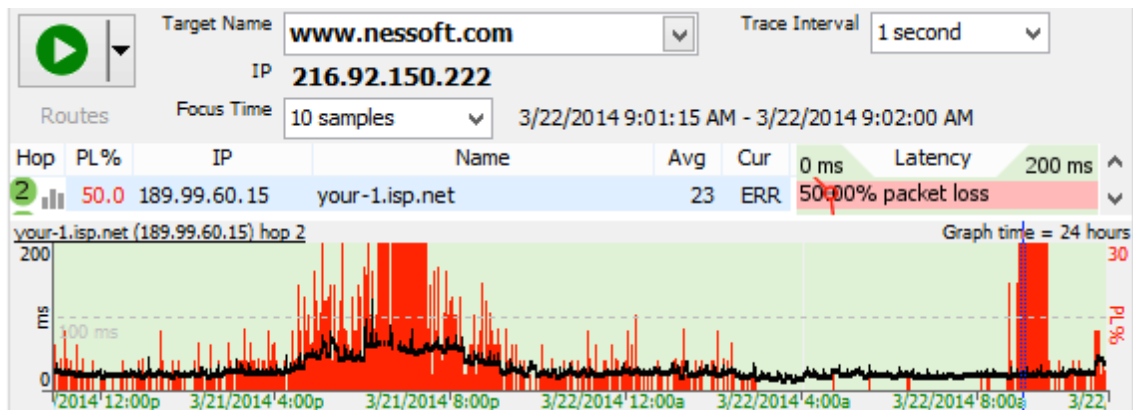 Target Name www.nessoft.com Trace Interval 1 second
IP 216.92.150.222
Routes Focus Time 10 samples 3/22/2014 9:01:15 AM - 3/22/2014 9:02:00 AM
Hop PL% IP Name Avg Cur 0 ms Latency 200 ms
2 50.0 189.99.60.15 your-1.isp.net 23 ERR 50.00% packet loss
your-1.isp.net (189.99.60.15) hop 2 Graph time = 24 hours
200 30
ms 100 ms PL%
0
/2014 12:00p 3/21/2014 4:00p 3/21/2014 8:00p 3/22/2014 12:00a 3/22/2014 4:00a 3/22/2014 8:00a 3/22/